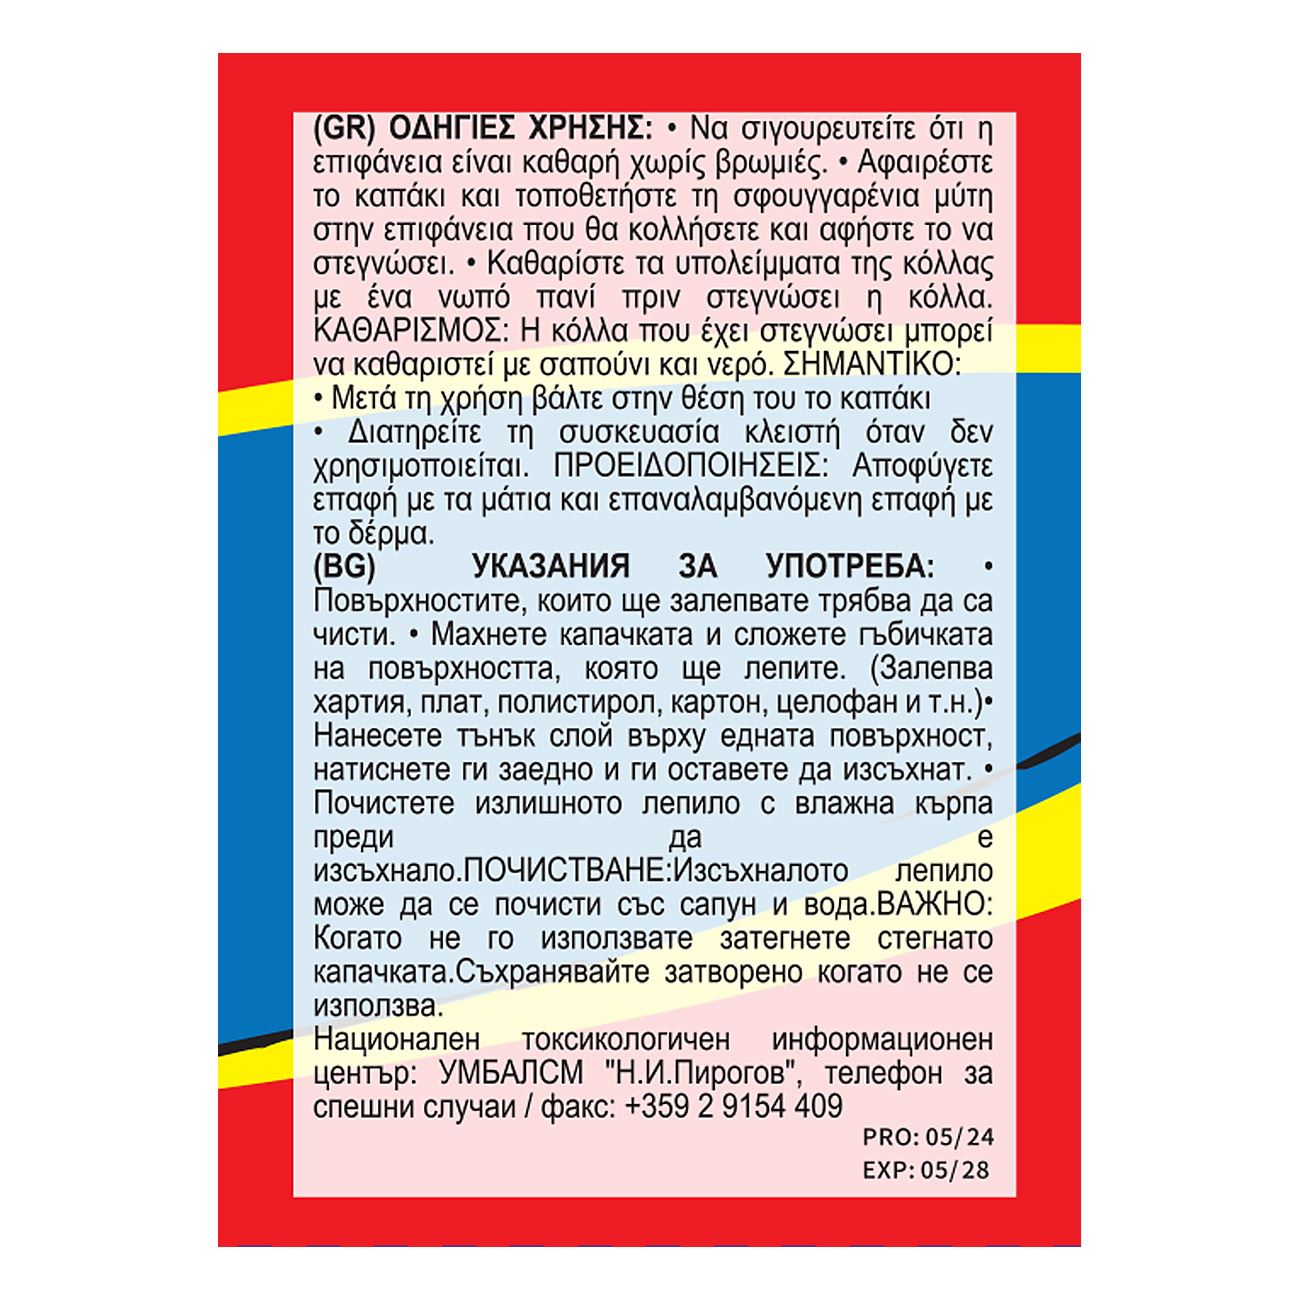 (GR) ΟΔΗΓΙΕΣ ΧΡΗΣΗΣ: • Να σιγουρευτείτε ότι η
επιφάνεια είναι καθαρή χωρίς βρωμιές. • Αφαιρέστε
το καπάκι και τοποθετήστε τη σφουγγαρένια μύτη
στην επιφάνεια που θα κολλήσετε και αφήστε το να
στεγνώσει. • Καθαρίστε τα υπολείμματα της κόλλας
με ένα νωπό πανί πριν στεγνώσει η κόλλα.
ΚΑΘΑΡΙΣΜΟΣ: Η κόλλα που έχει στεγνώσει μπορεί
να καθαριστεί με σαπούνι και νερό. ΣΗΜΑΝΤΙΚΟ:
• Μετά τη χρήση βάλτε στην θέση του το καπάκι
• Διατηρείτε τη συσκευασία κλειστή όταν δεν
χρησιμοποιείται. ΠΡΟΕΙΔΟΠΟΙΗΣΕΙΣ: Αποφύγετε
επαφή με τα μάτια και επαναλαμβανόμενη επαφή με
το δέρμα.
(BG) УКАЗАНИЯ ЗА УПОТРЕБА: •
Повърхностите, които ще залепвате трябва да са
чисти. • Махнете капачката и сложете гъбичката
на повърхността, която ще лепите. (Залепва
хартия, плат, полистирол, картон, целофан и т.н.)•
Нанесете тънък слой върху едната повърхност,
натиснете ги заедно и ги оставете да изсъхнат. •
Почистете излишното лепило с влажна кърпа
преди да е
изсъхнало.ПОЧИСТВАНЕ:Изсъхналото лепило
може да се почисти със сапун и вода.ВАЖНО:
Когато не го използвате затегнете стегнато
капачката.Съхранявайте затворено когато не се
използва.
Национален токсикологичен информационен
център: УМБАЛСМ "Н.И.Пирогов", телефон за
спешни случаи / факс: +359 2 9154 409
PRO: 05/24
EXP: 05/28